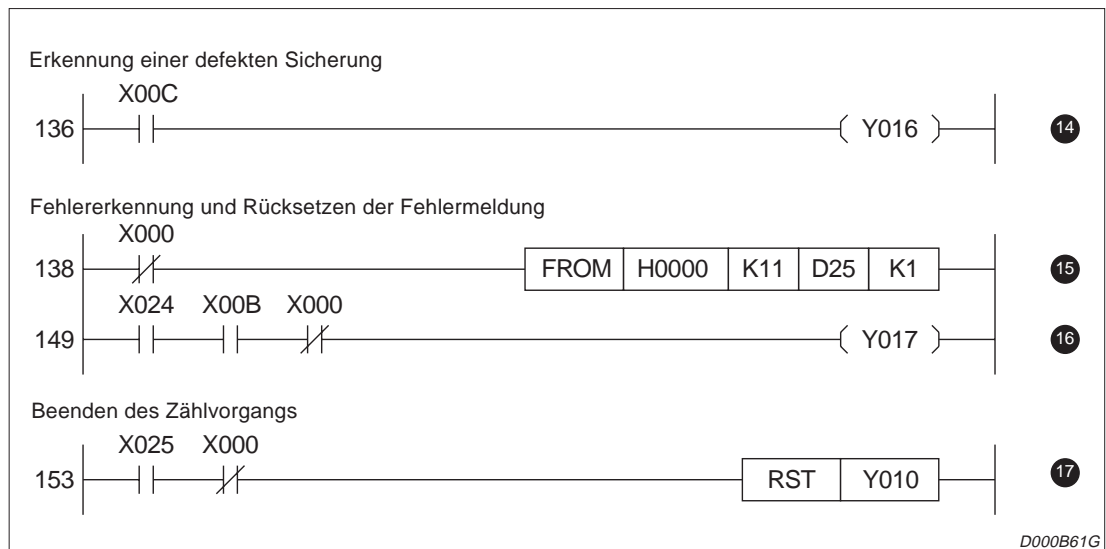 Erkennung einer defekten Sicherung
X00C
136 Y016 14
Fehlererkennung und Rücksetzen der Fehlermeldung
X000
138 FROM H0000 K11 D25 K1 15
X024 X00B X000
149 Y017 16
Beenden des Zählvorgangs
X025 X000
153 RST Y010 17
D000B61G